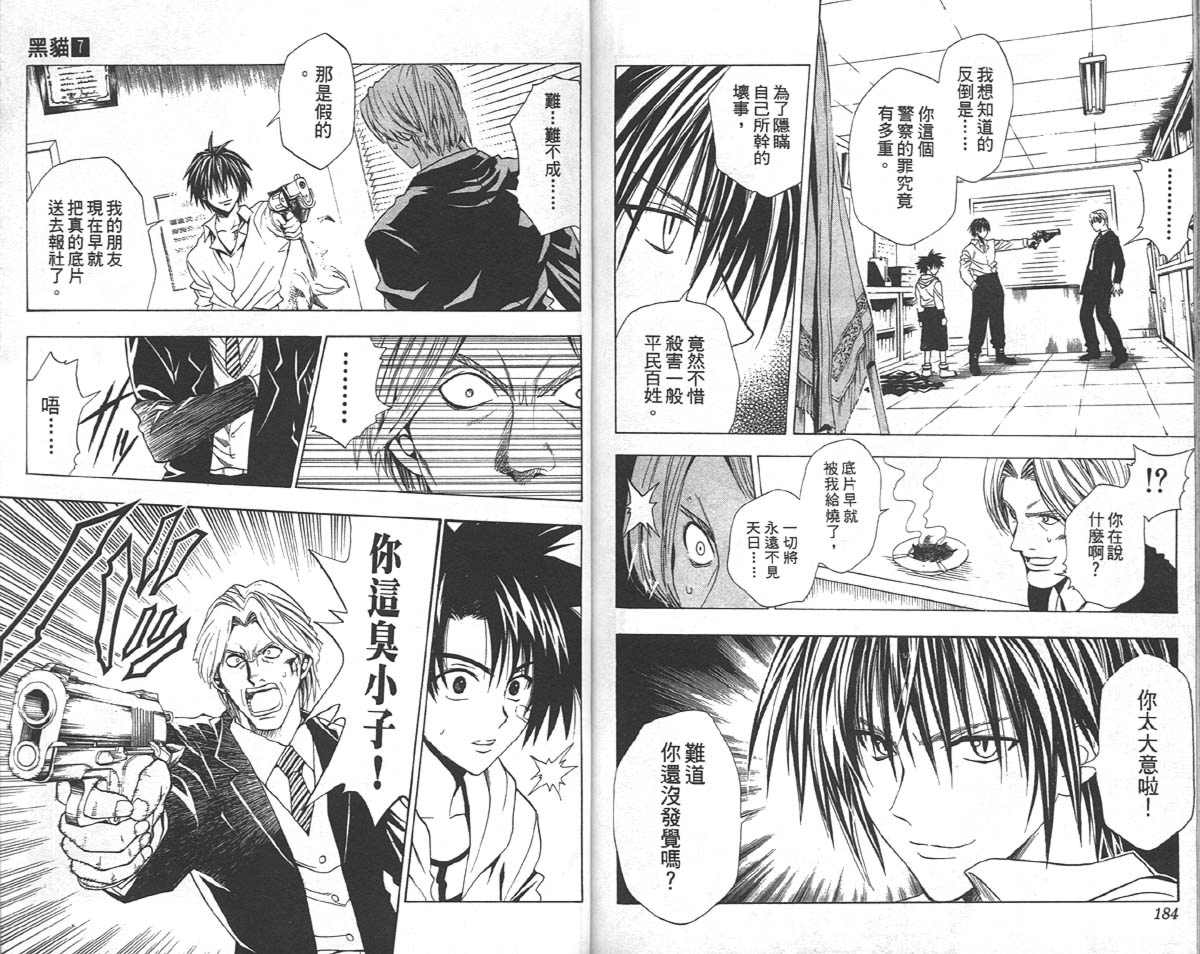 …………
我想知道的
反倒是……
你這個
警察的罪究竟
有多重。
為了隱瞞
自己所幹的
壞事，
竟然不惜
殺害一般
平民百姓。
!?
你在說
什麼啊？
底片早就
被我給燒了，
一切將
永遠不見
天日……
你太大意啦！
難道
你還沒發覺嗎？
184
黑貓7
難…難不成……
那是假的
。
我的朋友
現在早就
把真的底片
送去報社了。
………
唔………
ガサッ
你這臭小子！
バッ